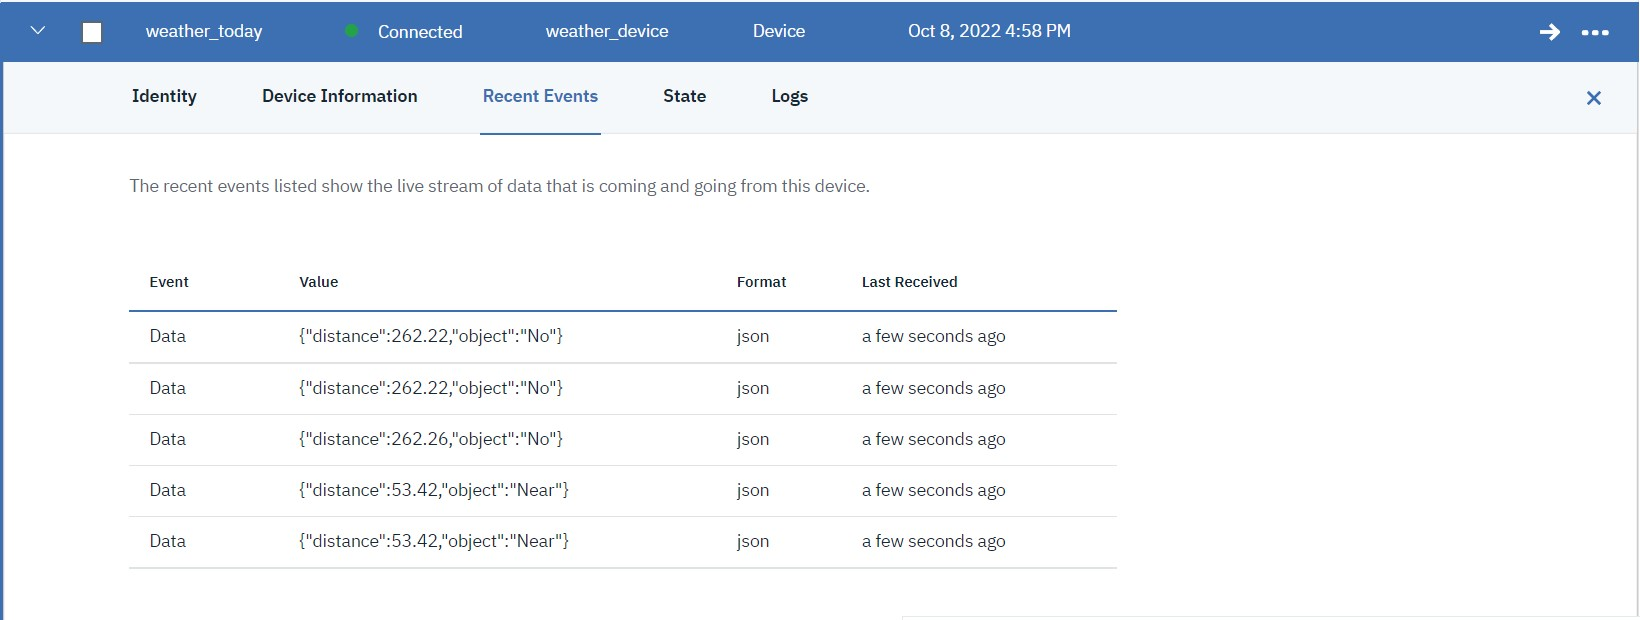 weather_today Connected weather_device Device Oct 8, 2022 4:58 PM
Identity Device Information Recent Events State Logs
The recent events listed show the live stream of data that is coming and going from this device.
Event Value Format Last Received
Data {"distance":262.22,"object":"No"} json a few seconds ago
Data {"distance":262.22,"object":"No"} json a few seconds ago
Data {"distance":262.26,"object":"No"} json a few seconds ago
Data {"distance":53.42,"object":"Near"} json a few seconds ago
Data {"distance":53.42,"object":"Near"} json a few seconds ago